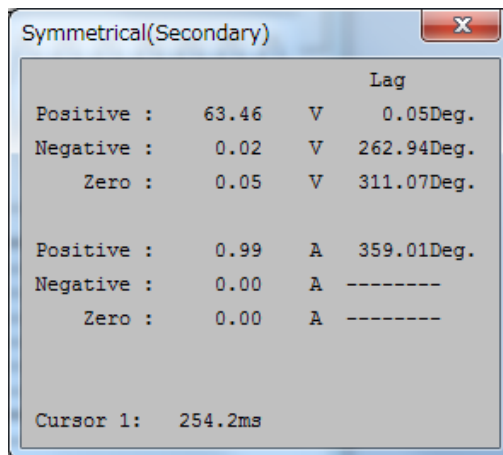 Symmetrical(Secondary)
Lag
Positive : 63.46 V 0.05Deg.
Negative : 0.02 V 262.94Deg.
Zero : 0.05 V 311.07Deg.
Positive : 0.99 A 359.01Deg.
Negative : 0.00 A --------
Zero : 0.00 A --------
Cursor 1: 254.2ms